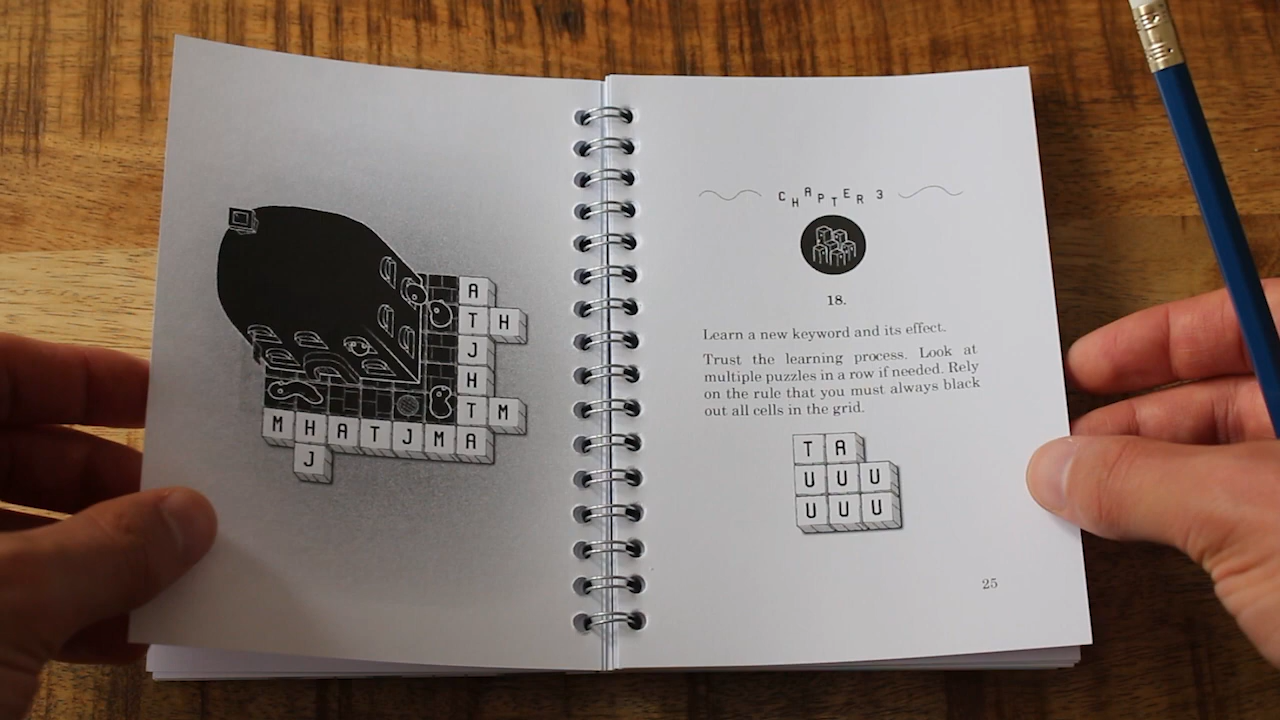 A
T H
J
H
T M
M H A T J M A
J
CHAPTER 3
18.
Learn a new keyword and its effect.
Trust the learning process. Look at
multiple puzzles in a row if needed. Rely
on the rule that you must always black
out all cells in the grid.
T A
U U U
U U U
25